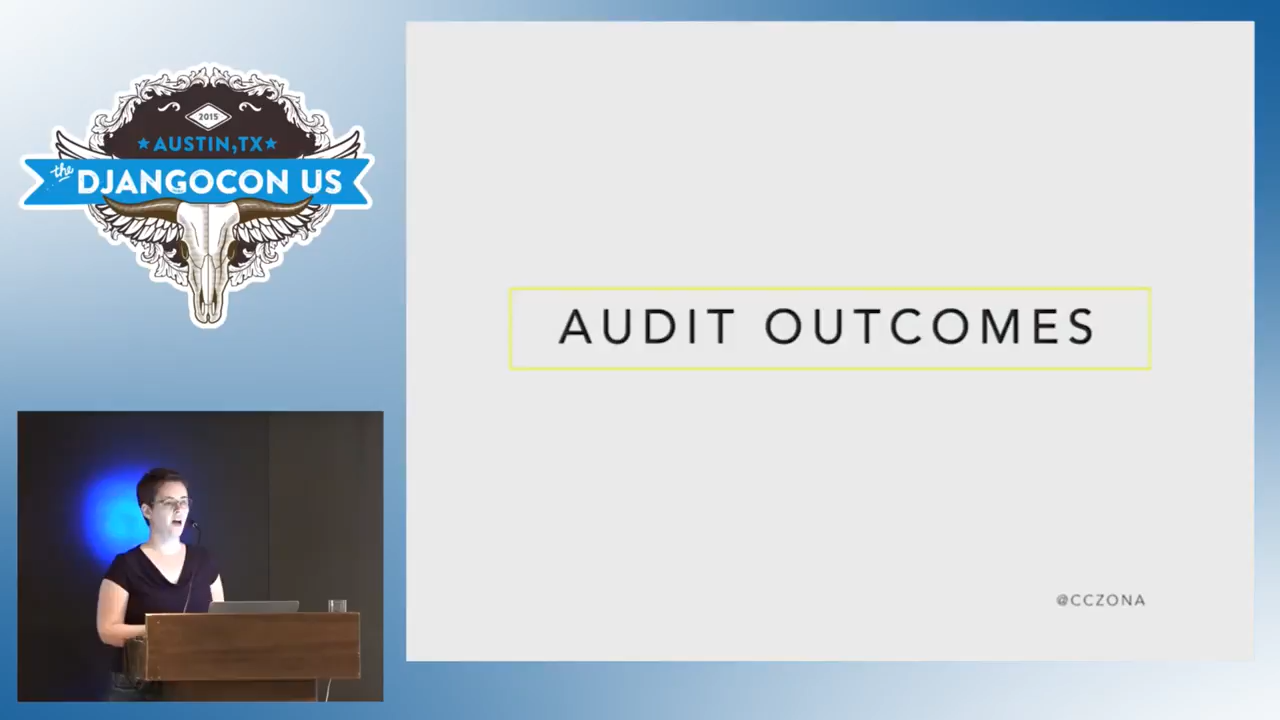 2015
AUSTIN,TX
the
DJANGOCON US
AUDIT OUTCOMES
@CCZONA